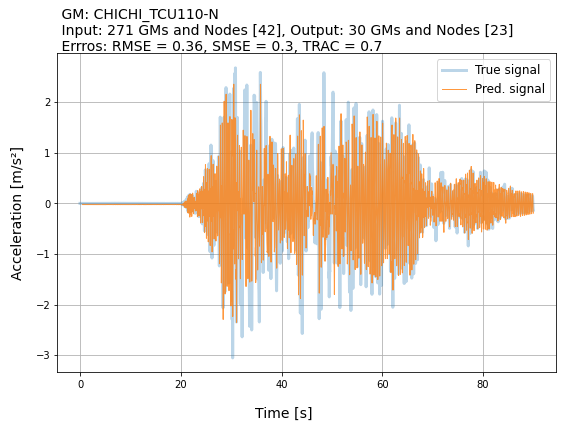 GM: CHICHI_TCU110-N
Input: 271 GMs and Nodes [42], Output: 30 GMs and Nodes [23]
Errros: RMSE = 0.36, SMSE = 0.3, TRAC = 0.7
True signal
Pred. signal
2
1
0
−1
−2
−3
Acceleration [m/s²]
0 20 40 60 80
Time [s]